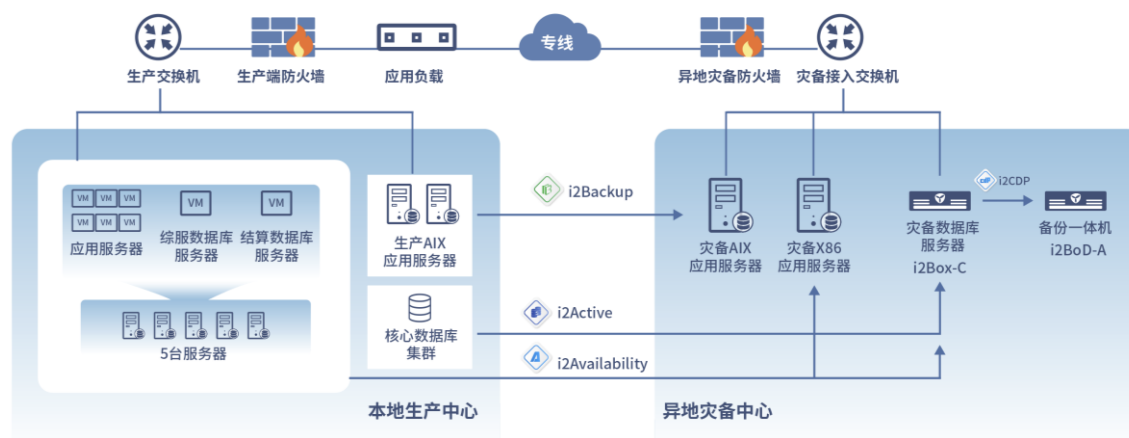 专线
生产交换机
生产端防火墙
应用负载
异地灾备防火墙
灾备接入交换机
VM VM VM
VM VM VM
应用服务器
VM
综服数据库
服务器
VM
结算数据库
服务器
5台服务器
生产AIX
应用服务器
核心数据库
集群
本地生产中心
i2Backup
i2Active
i2Availability
灾备AIX
应用服务器
灾备X86
应用服务器
灾备数据库
服务器
i2Box-C
i2CDP
备份一体机
i2BoD-A
异地灾备中心